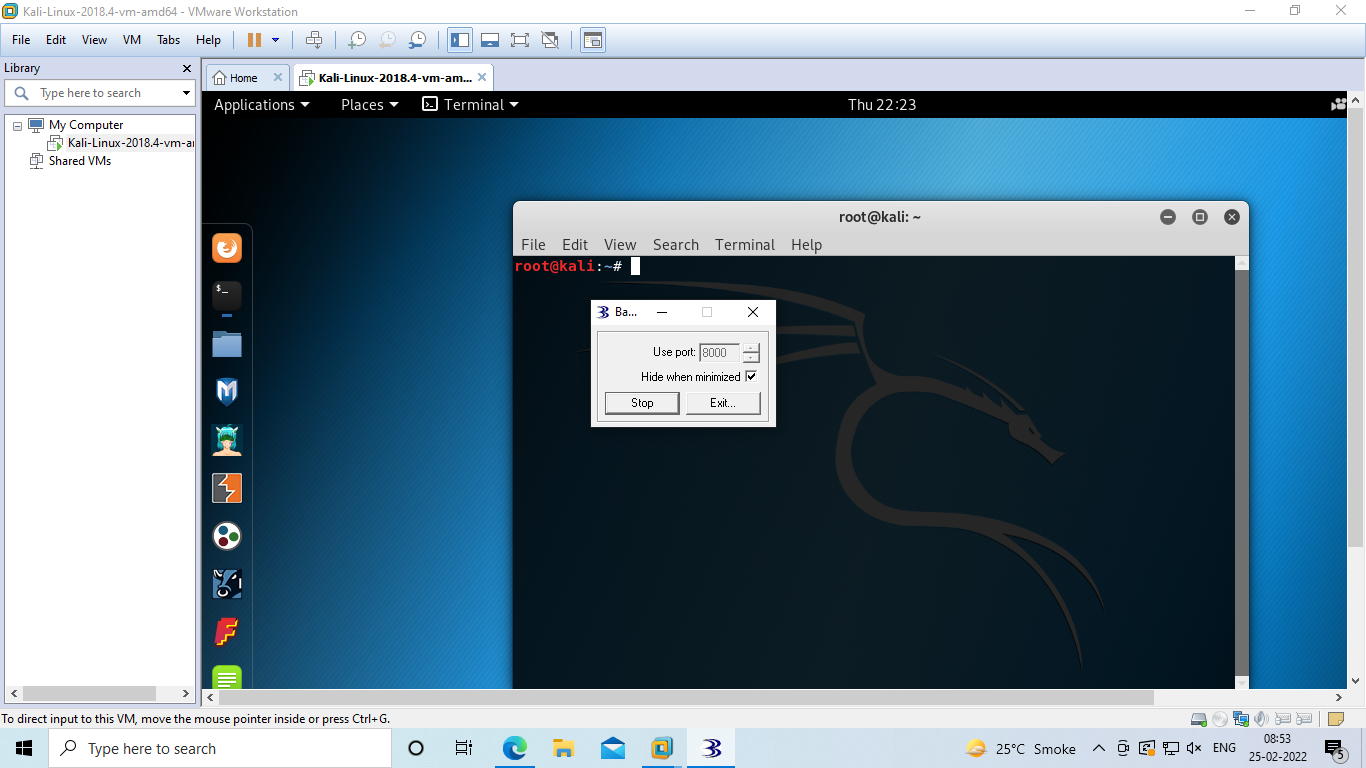 Kali-Linux-2018.4-vm-amd64 - VMware Workstation
File Edit View VM Tabs Help
Library
Type here to search
My Computer
Kali-Linux-2018.4-vm-a
Shared VMs
Home
Kali-Linux-2018.4-vm-am...
Applications Places Terminal Thu 22:23
root@kali: ~
File Edit View Search Terminal Help
root@kali:~#
Ba...
Use port: 8000
Hide when minimized
Stop Exit...
To direct input to this VM, move the mouse pointer inside or press Ctrl+G.
Type here to search
25°C Smoke
ENG
08:53
25-02-2022
5